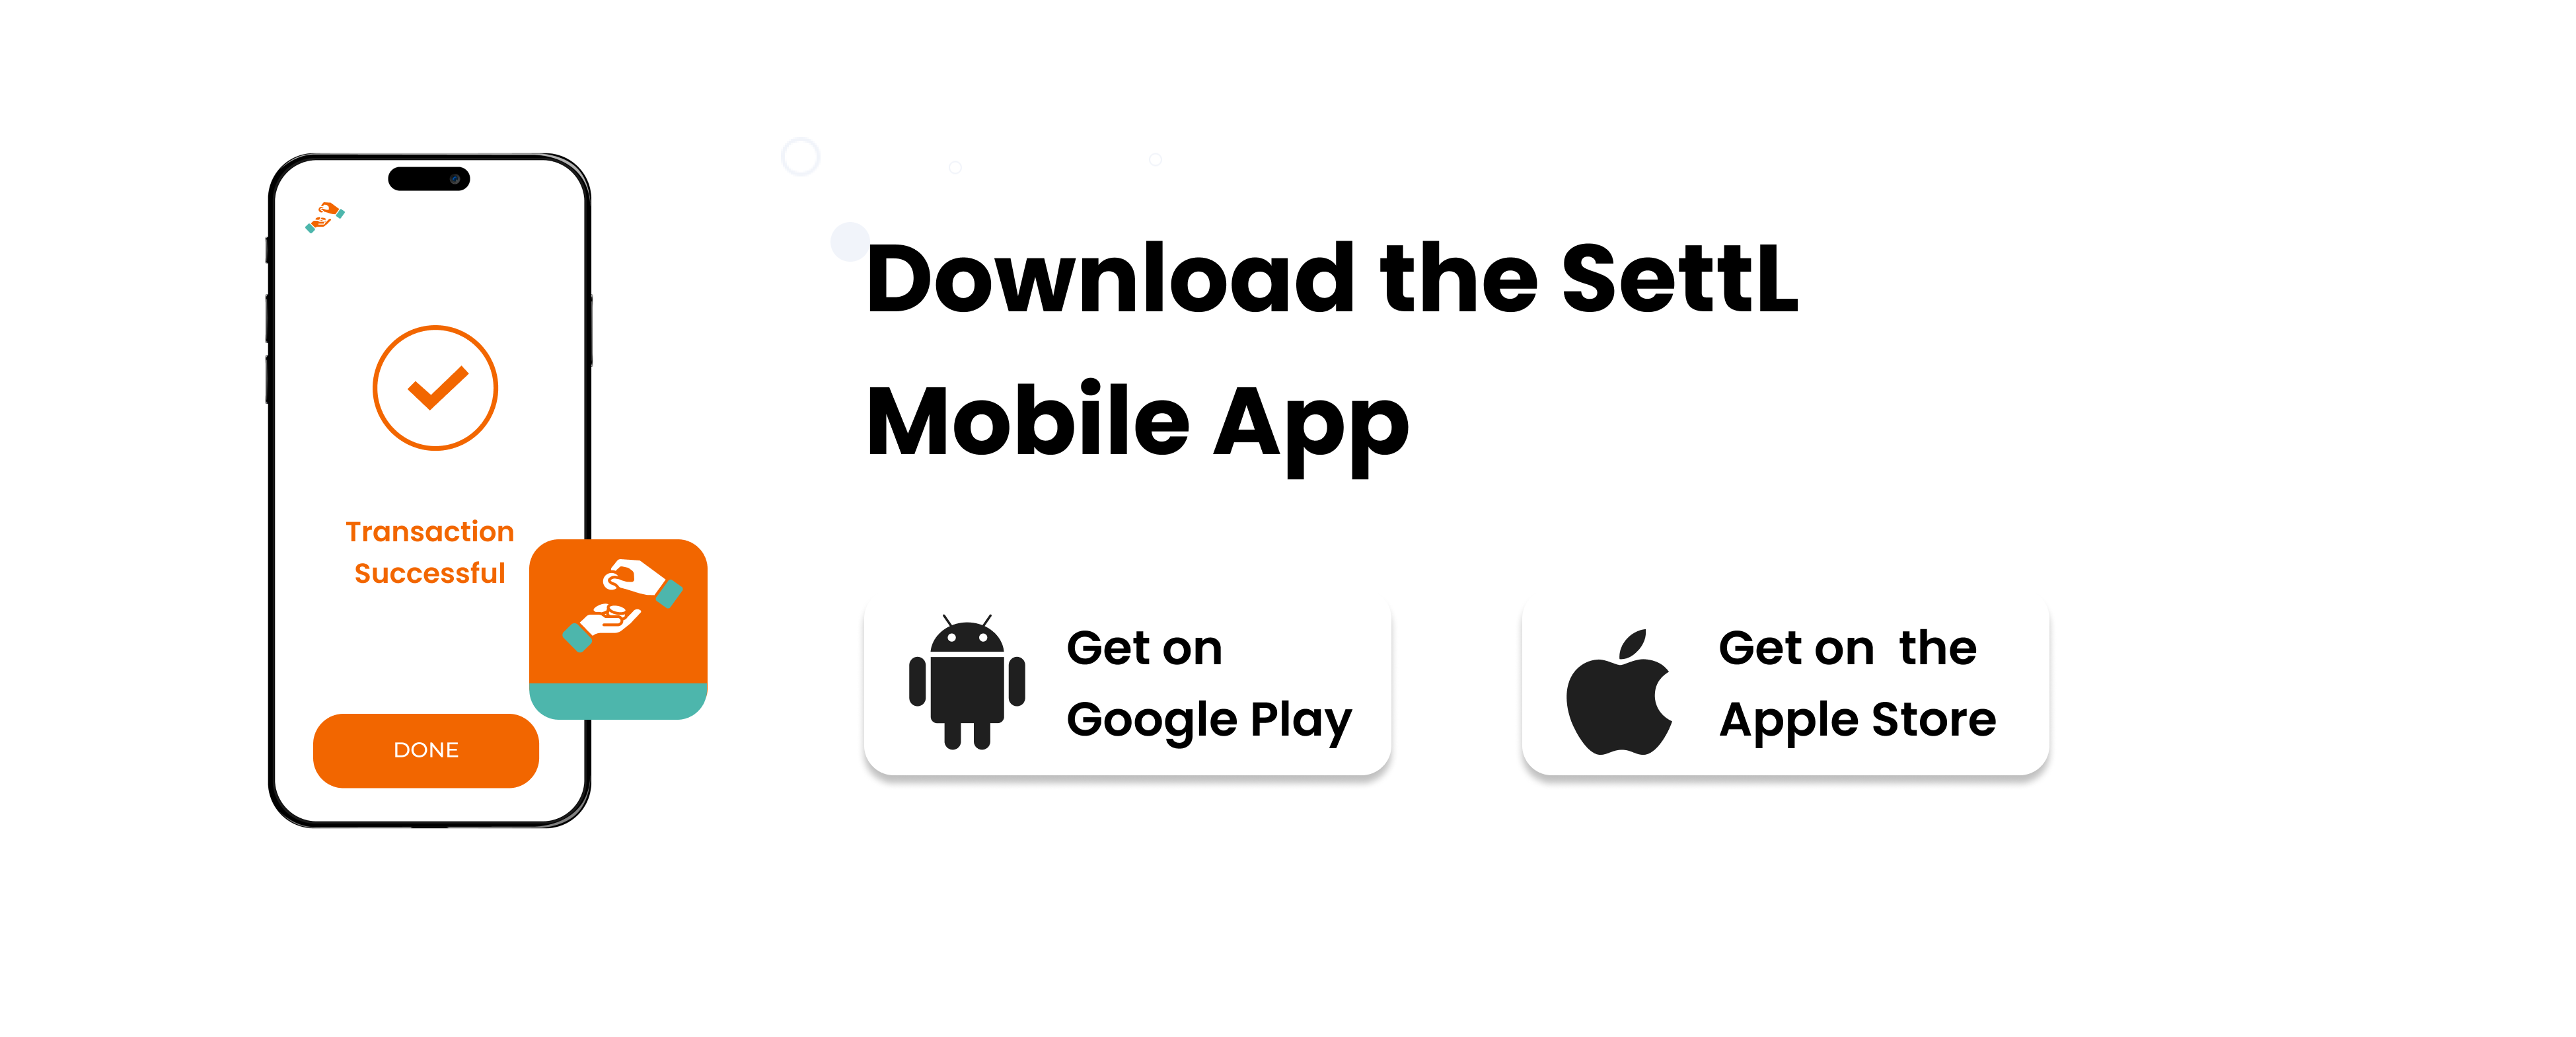 Transaction
Successful
DONE
Download the SettL
Mobile App
Get on
Google Play
Get on  the
Apple Store